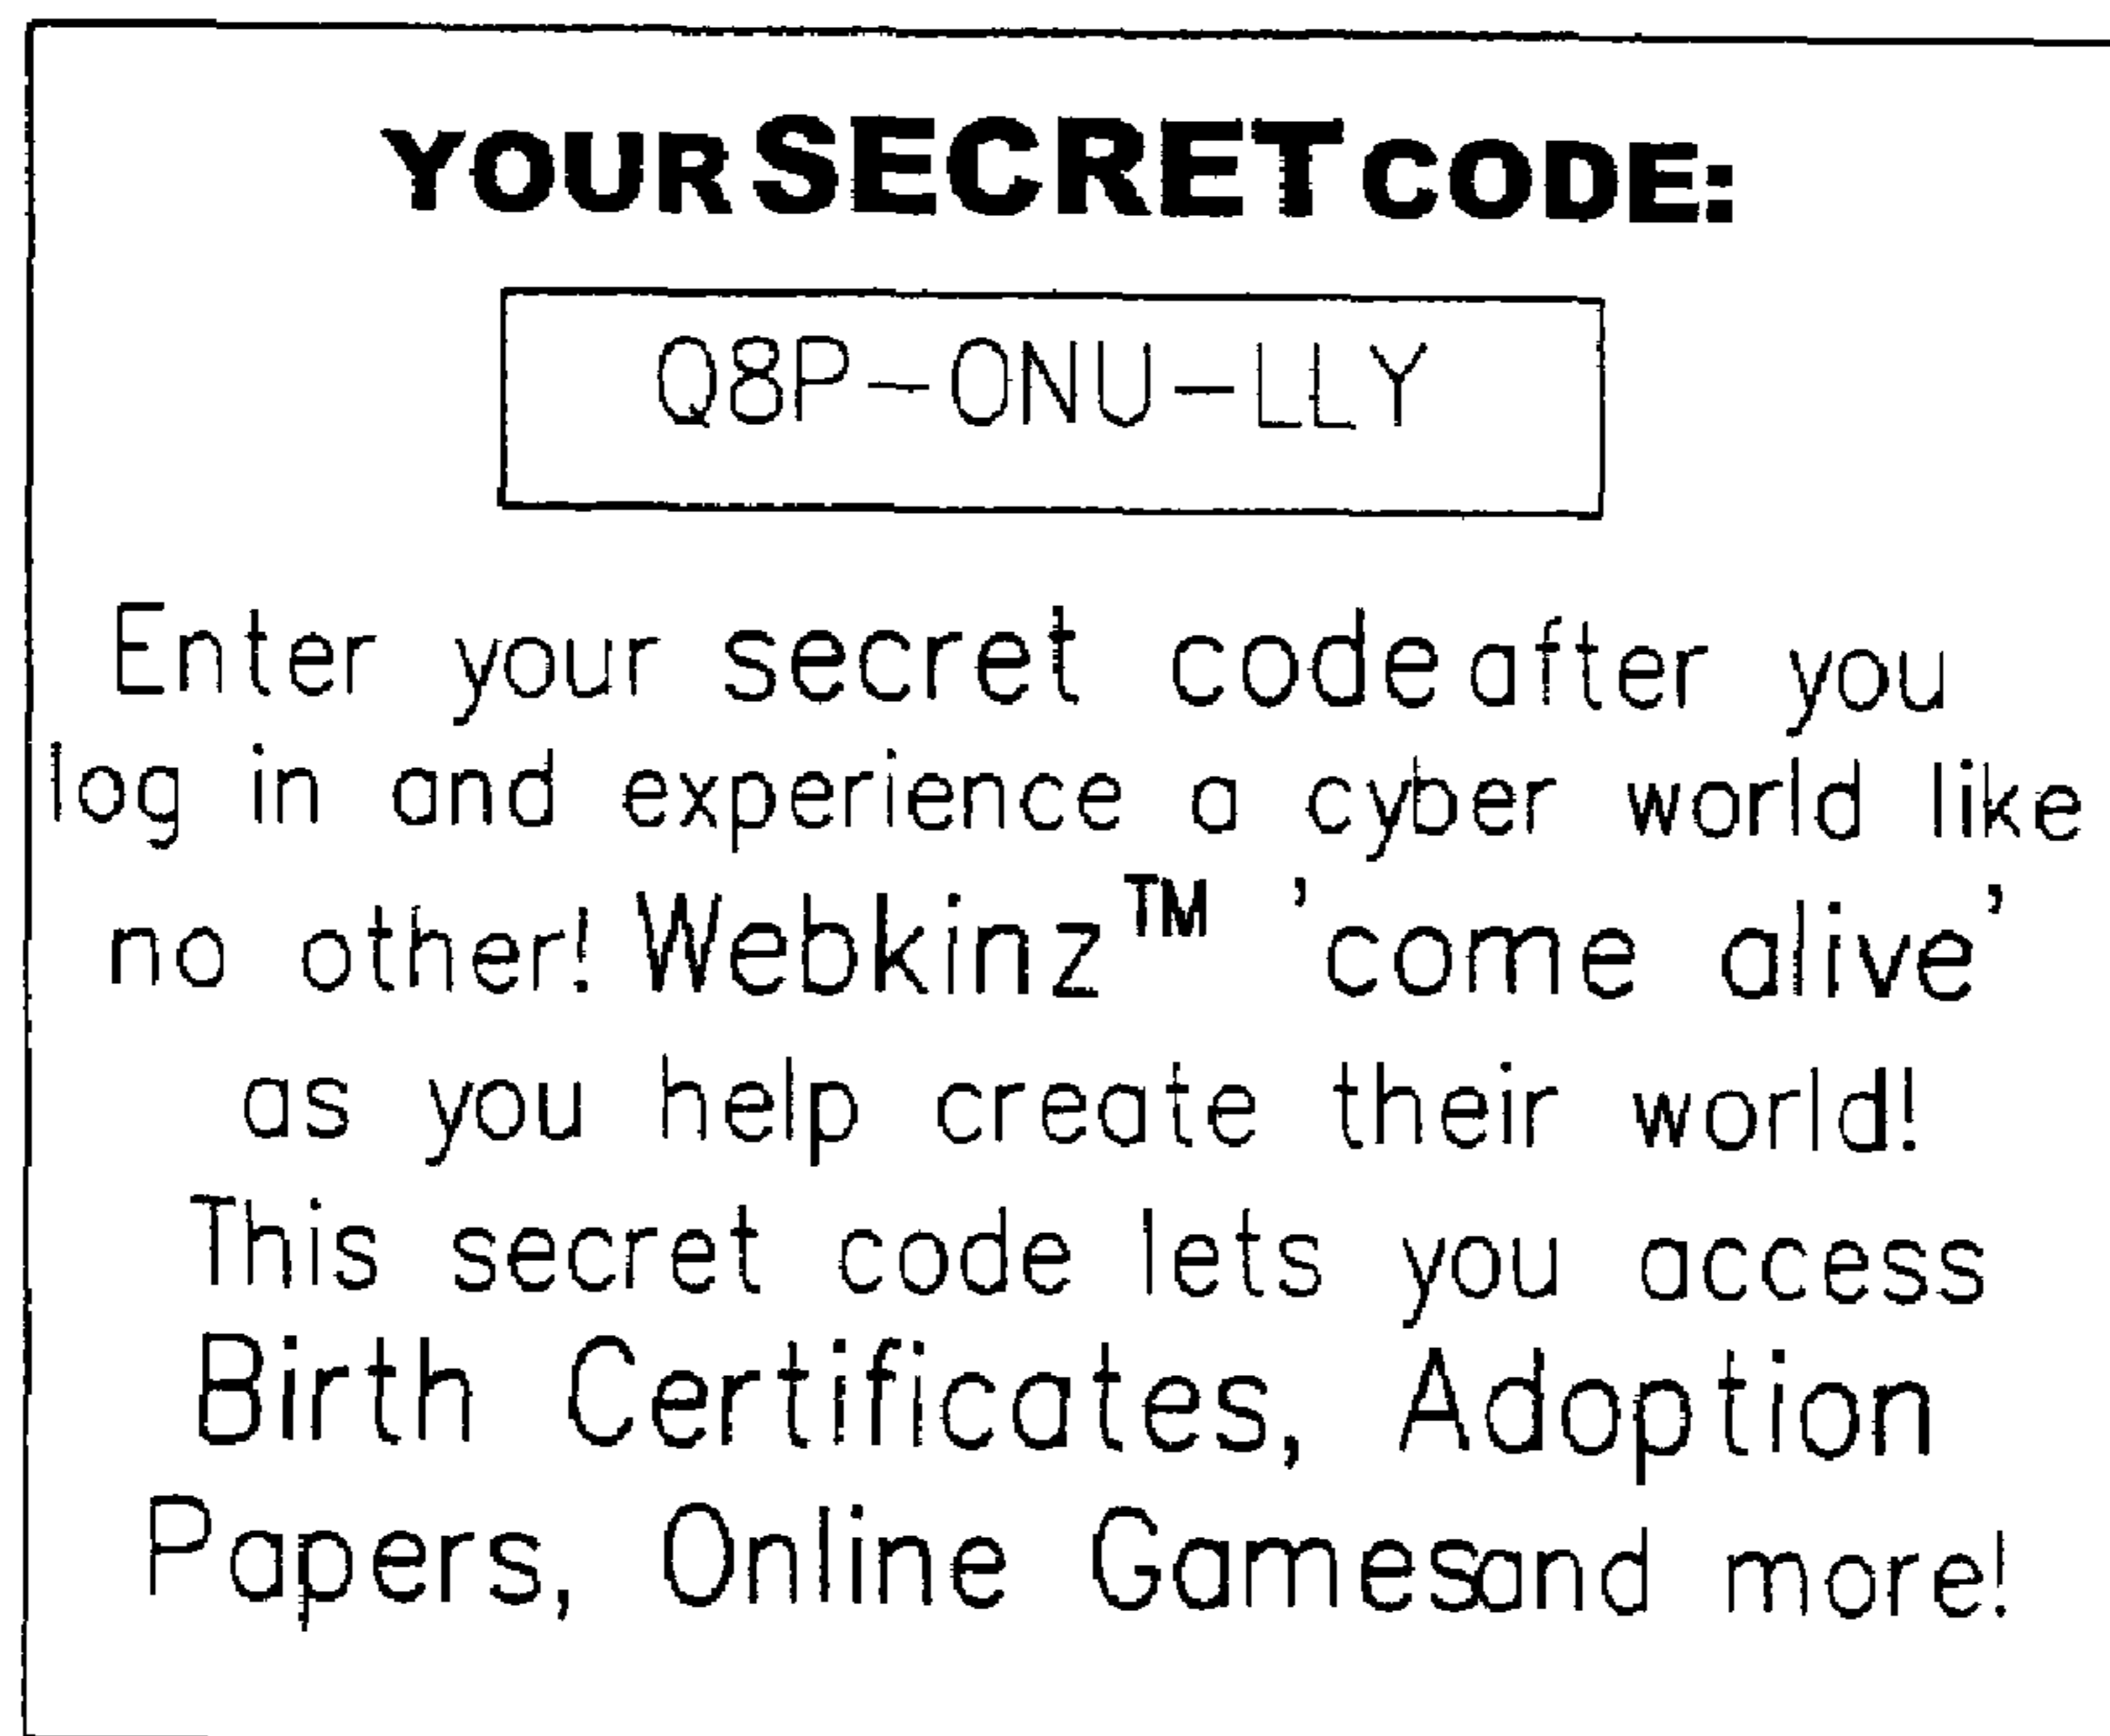 YOUR SECRET CODE:
Q8P-ONU-LLY
Enter your secret code after you
log in and experience a cyber world like
no other! Webkinz™ 'come alive'
as you help create their world!
This secret code lets you access
Birth Certificates, Adoption
Papers, Online Games and more!